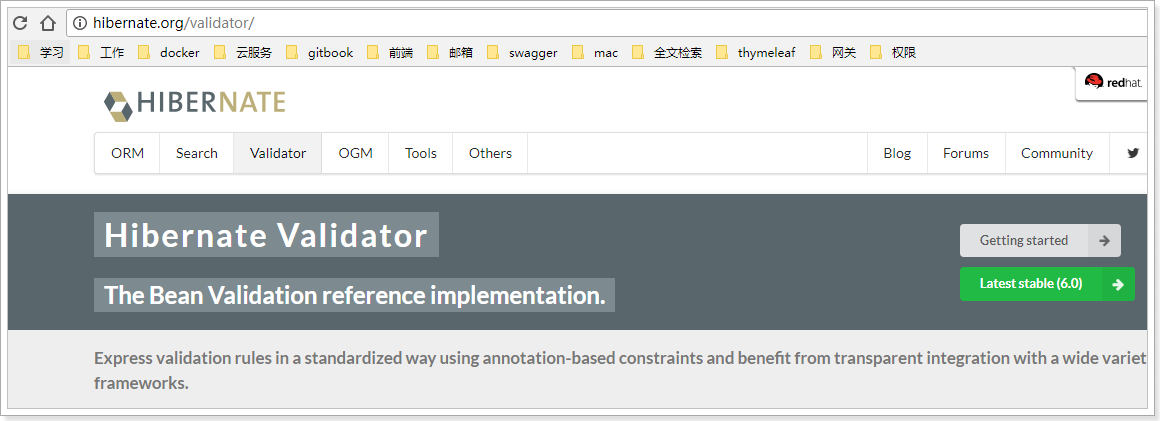 hibernate.org/validator/
学习 工作 docker 云服务 gitbook 前端 邮箱 swagger mac 全文检索 thymeleaf 网关 权限
redhat.
HIBERNATE
ORM Search Validator OGM Tools Others Blog Forums Community
Hibernate Validator
Getting started
Latest stable (6.0)
The Bean Validation reference implementation.
Express validation rules in a standardized way using annotation-based constraints and benefit from transparent integration with a wide variet
frameworks.